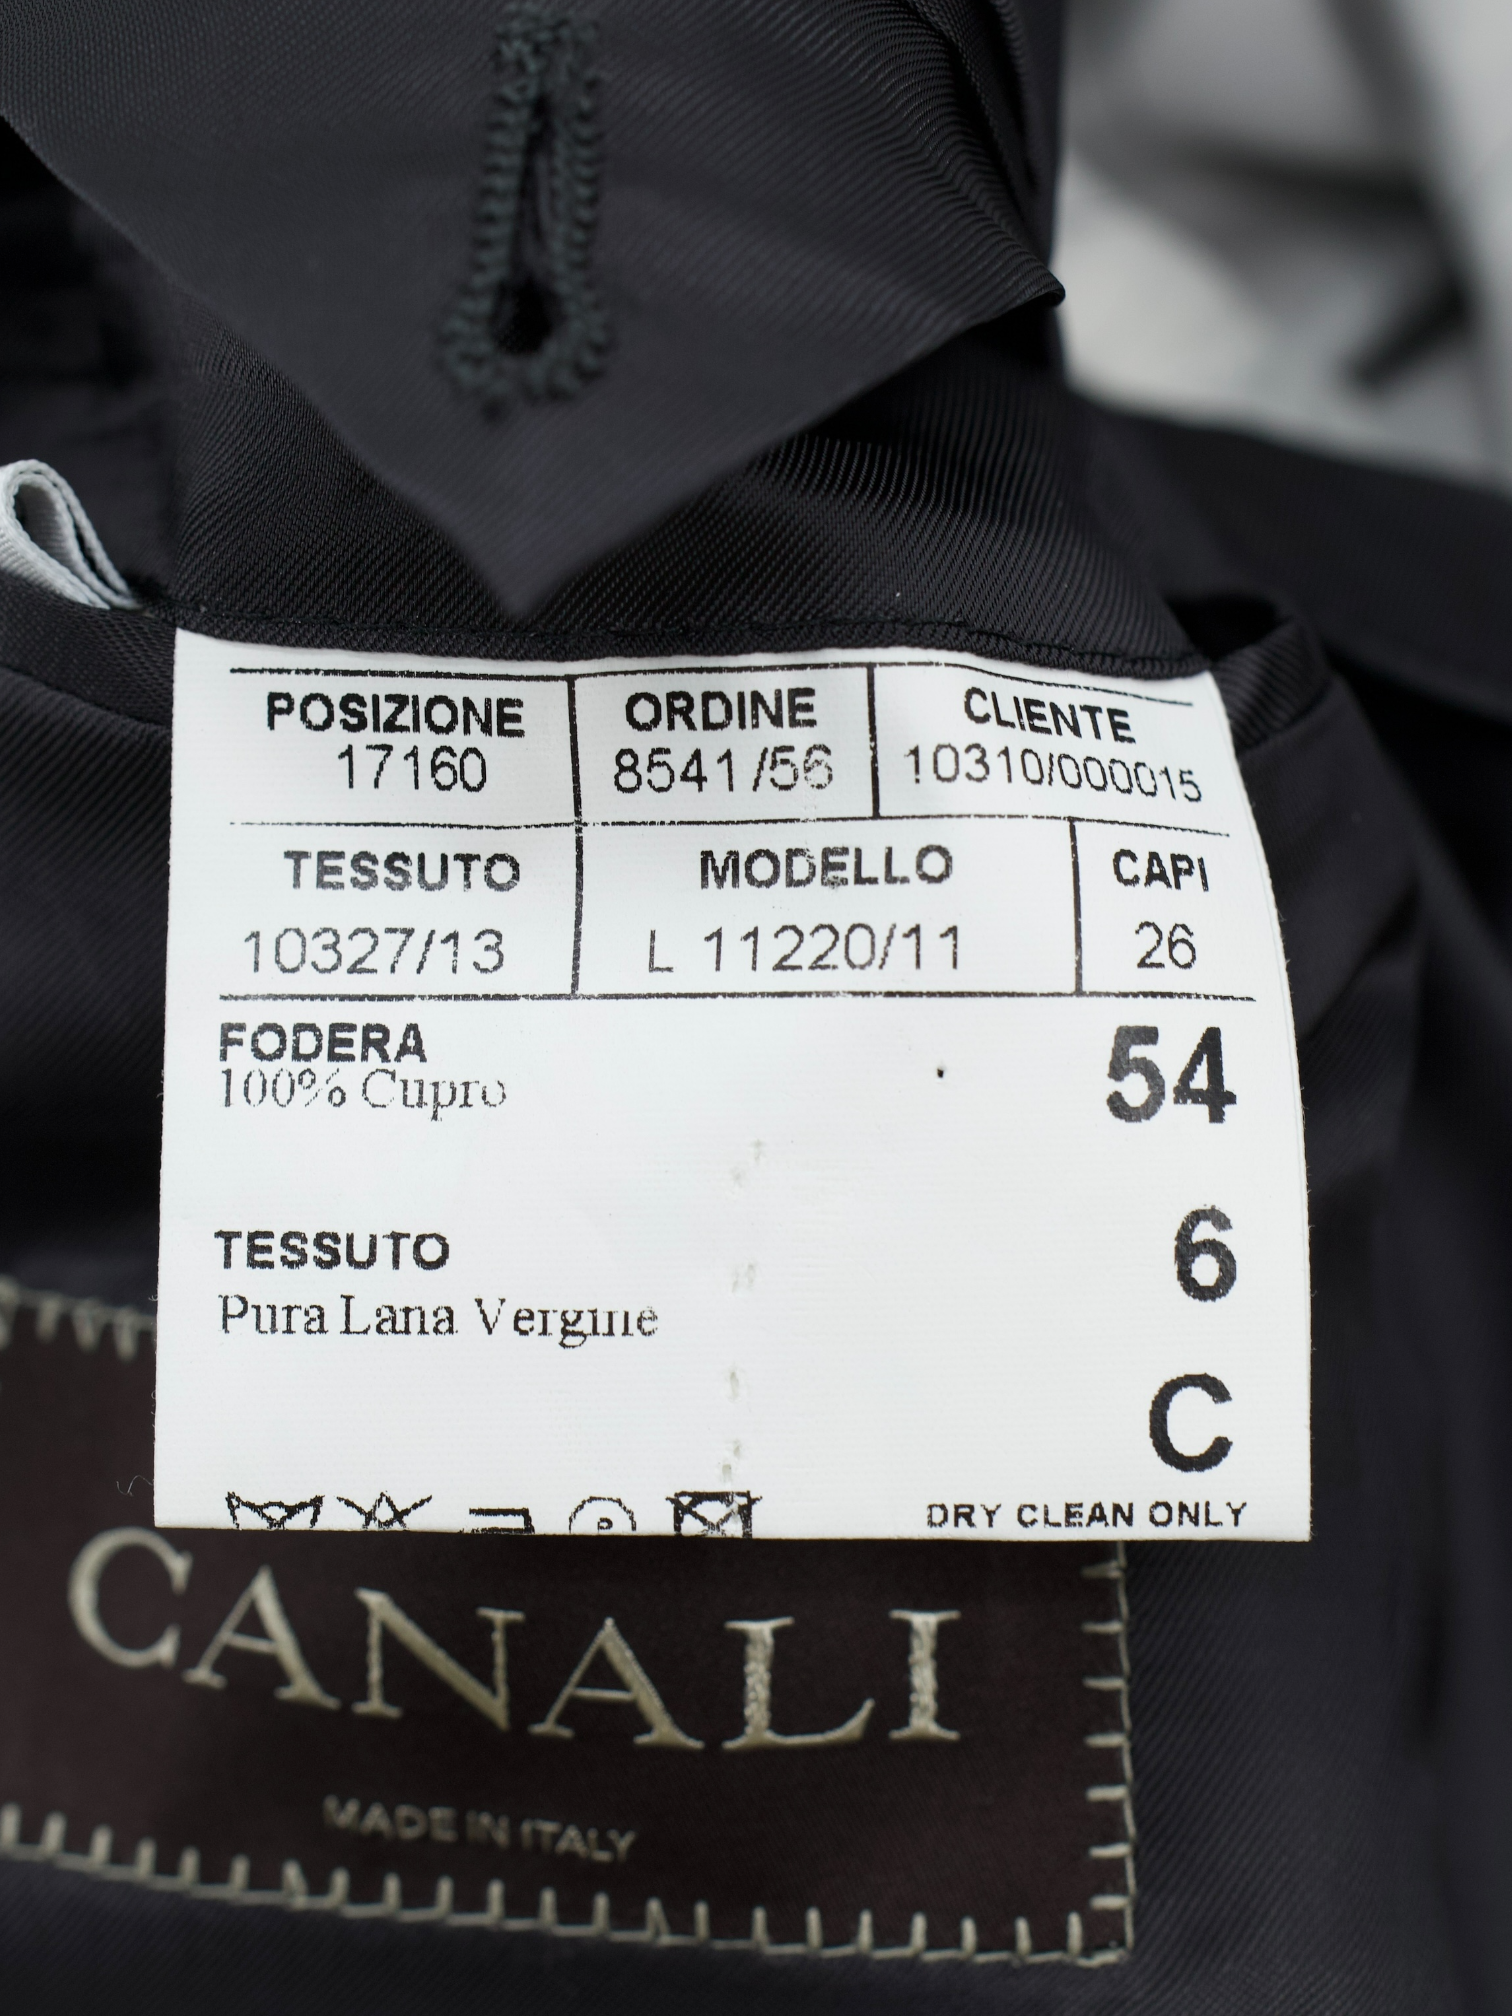 POSIZIONE ORDINE CLIENTE
17160 8541/56 10310/000015
TESSUTO MODELLO CAPI
10327/13 L 11220/11 26
FODERA
100% Cupro
54
6
TESSUTO
Pura Lana Vergine
C
DRY CLEAN ONLY
CANALI
MADE IN ITALY